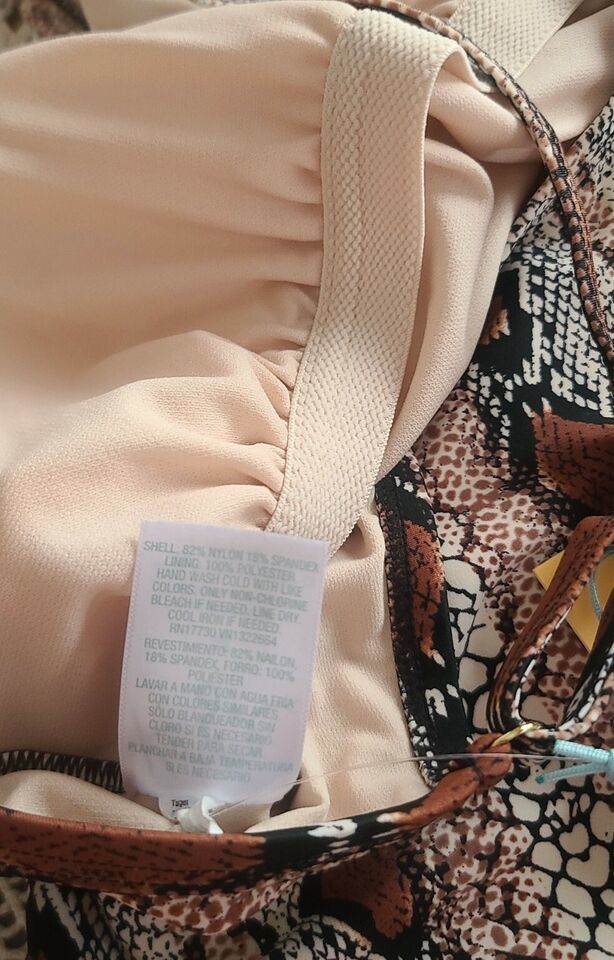 SHELL: 82% NYLON 18% SPANDEX
LINING: 100% POLYESTER
HAND WASH COLD WITH LIKE
COLORS. ONLY NON-CHLORINE
BLEACH IF NEEDED. LINE DRY.
COOL IRON IF NEEDED
RN17730 VN1322664
REVESTIMIENTO: 82% NAILON,
18% SPANDEX, FORRO: 100%
POLIÉSTER
LAVAR A MANO CON AGUA FRÍA
CON COLORES SIMILARES.
SÓLO BLANQUEADOR SIN
CLORO SI ES NECESARIO
TENDER PARA SECAR
PLANCHAR A BAJA TEMPERATURA
SI ES NECESARIO